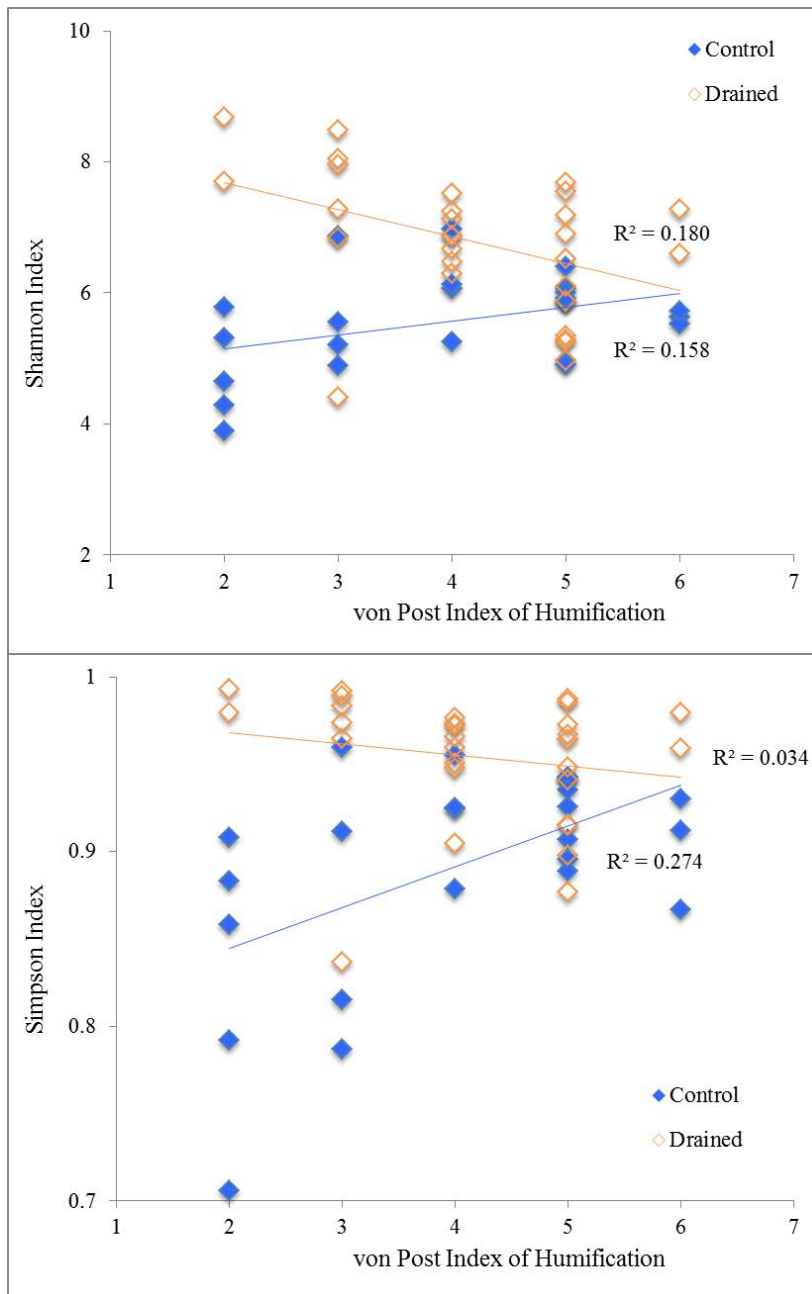 10
8
6
4
2
Shannon Index
Control
Drained
R² = 0.180
R² = 0.158
1 2 3 4 5 6 7
von Post Index of Humification
1
0.9
0.8
0.7
Simpson Index
R² = 0.034
R² = 0.274
Control
Drained
1 2 3 4 5 6 7
von Post Index of Humification